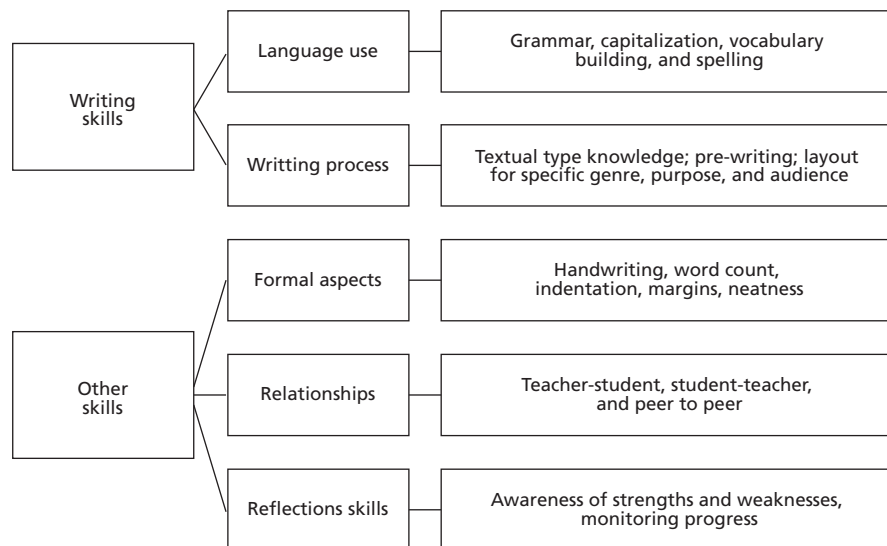 Writing
skills
Language use
Grammar, capitalization, vocabulary
building, and spelling
Writting process
Textual type knowledge; pre-writing; layout
for specific genre, purpose, and audience
Other
skills
Formal aspects
Handwriting, word count,
indentation, margins, neatness
Relationships
Teacher-student, student-teacher,
and peer to peer
Reflections skills
Awareness of strengths and weaknesses,
monitoring progress